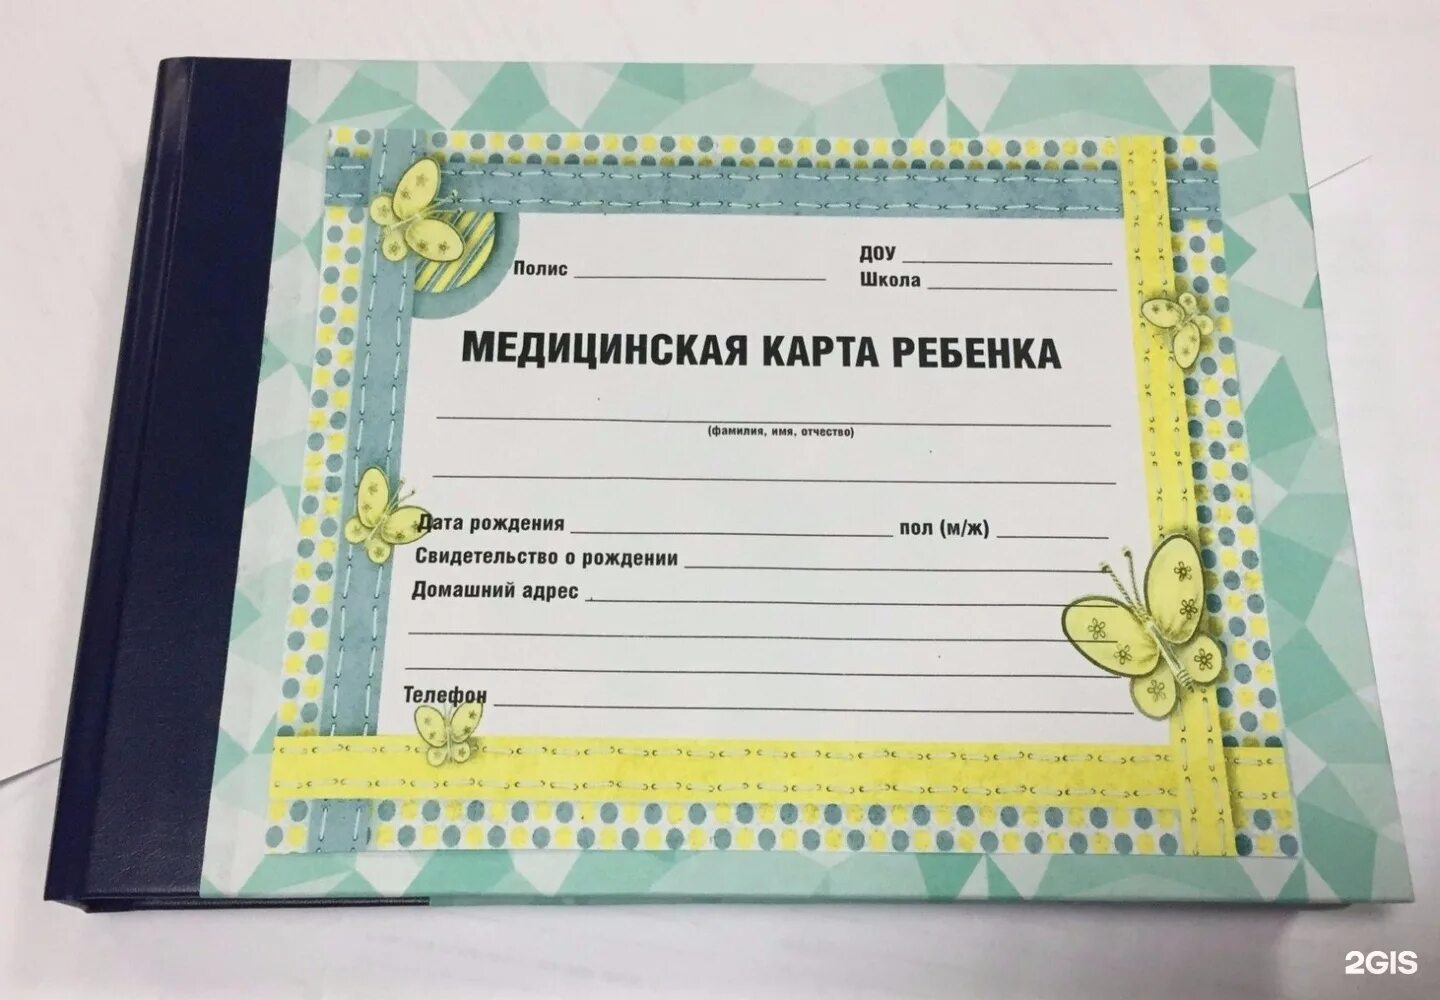 Полис
ДОУ
Школа
МЕДИЦИНСКАЯ КАРТА РЕБЕНКА
(фамилия, имя, отчество)
Дата рождения пол (м/ж)
Свидетельство о рождении
Домашний адрес
Телефон
2GIS